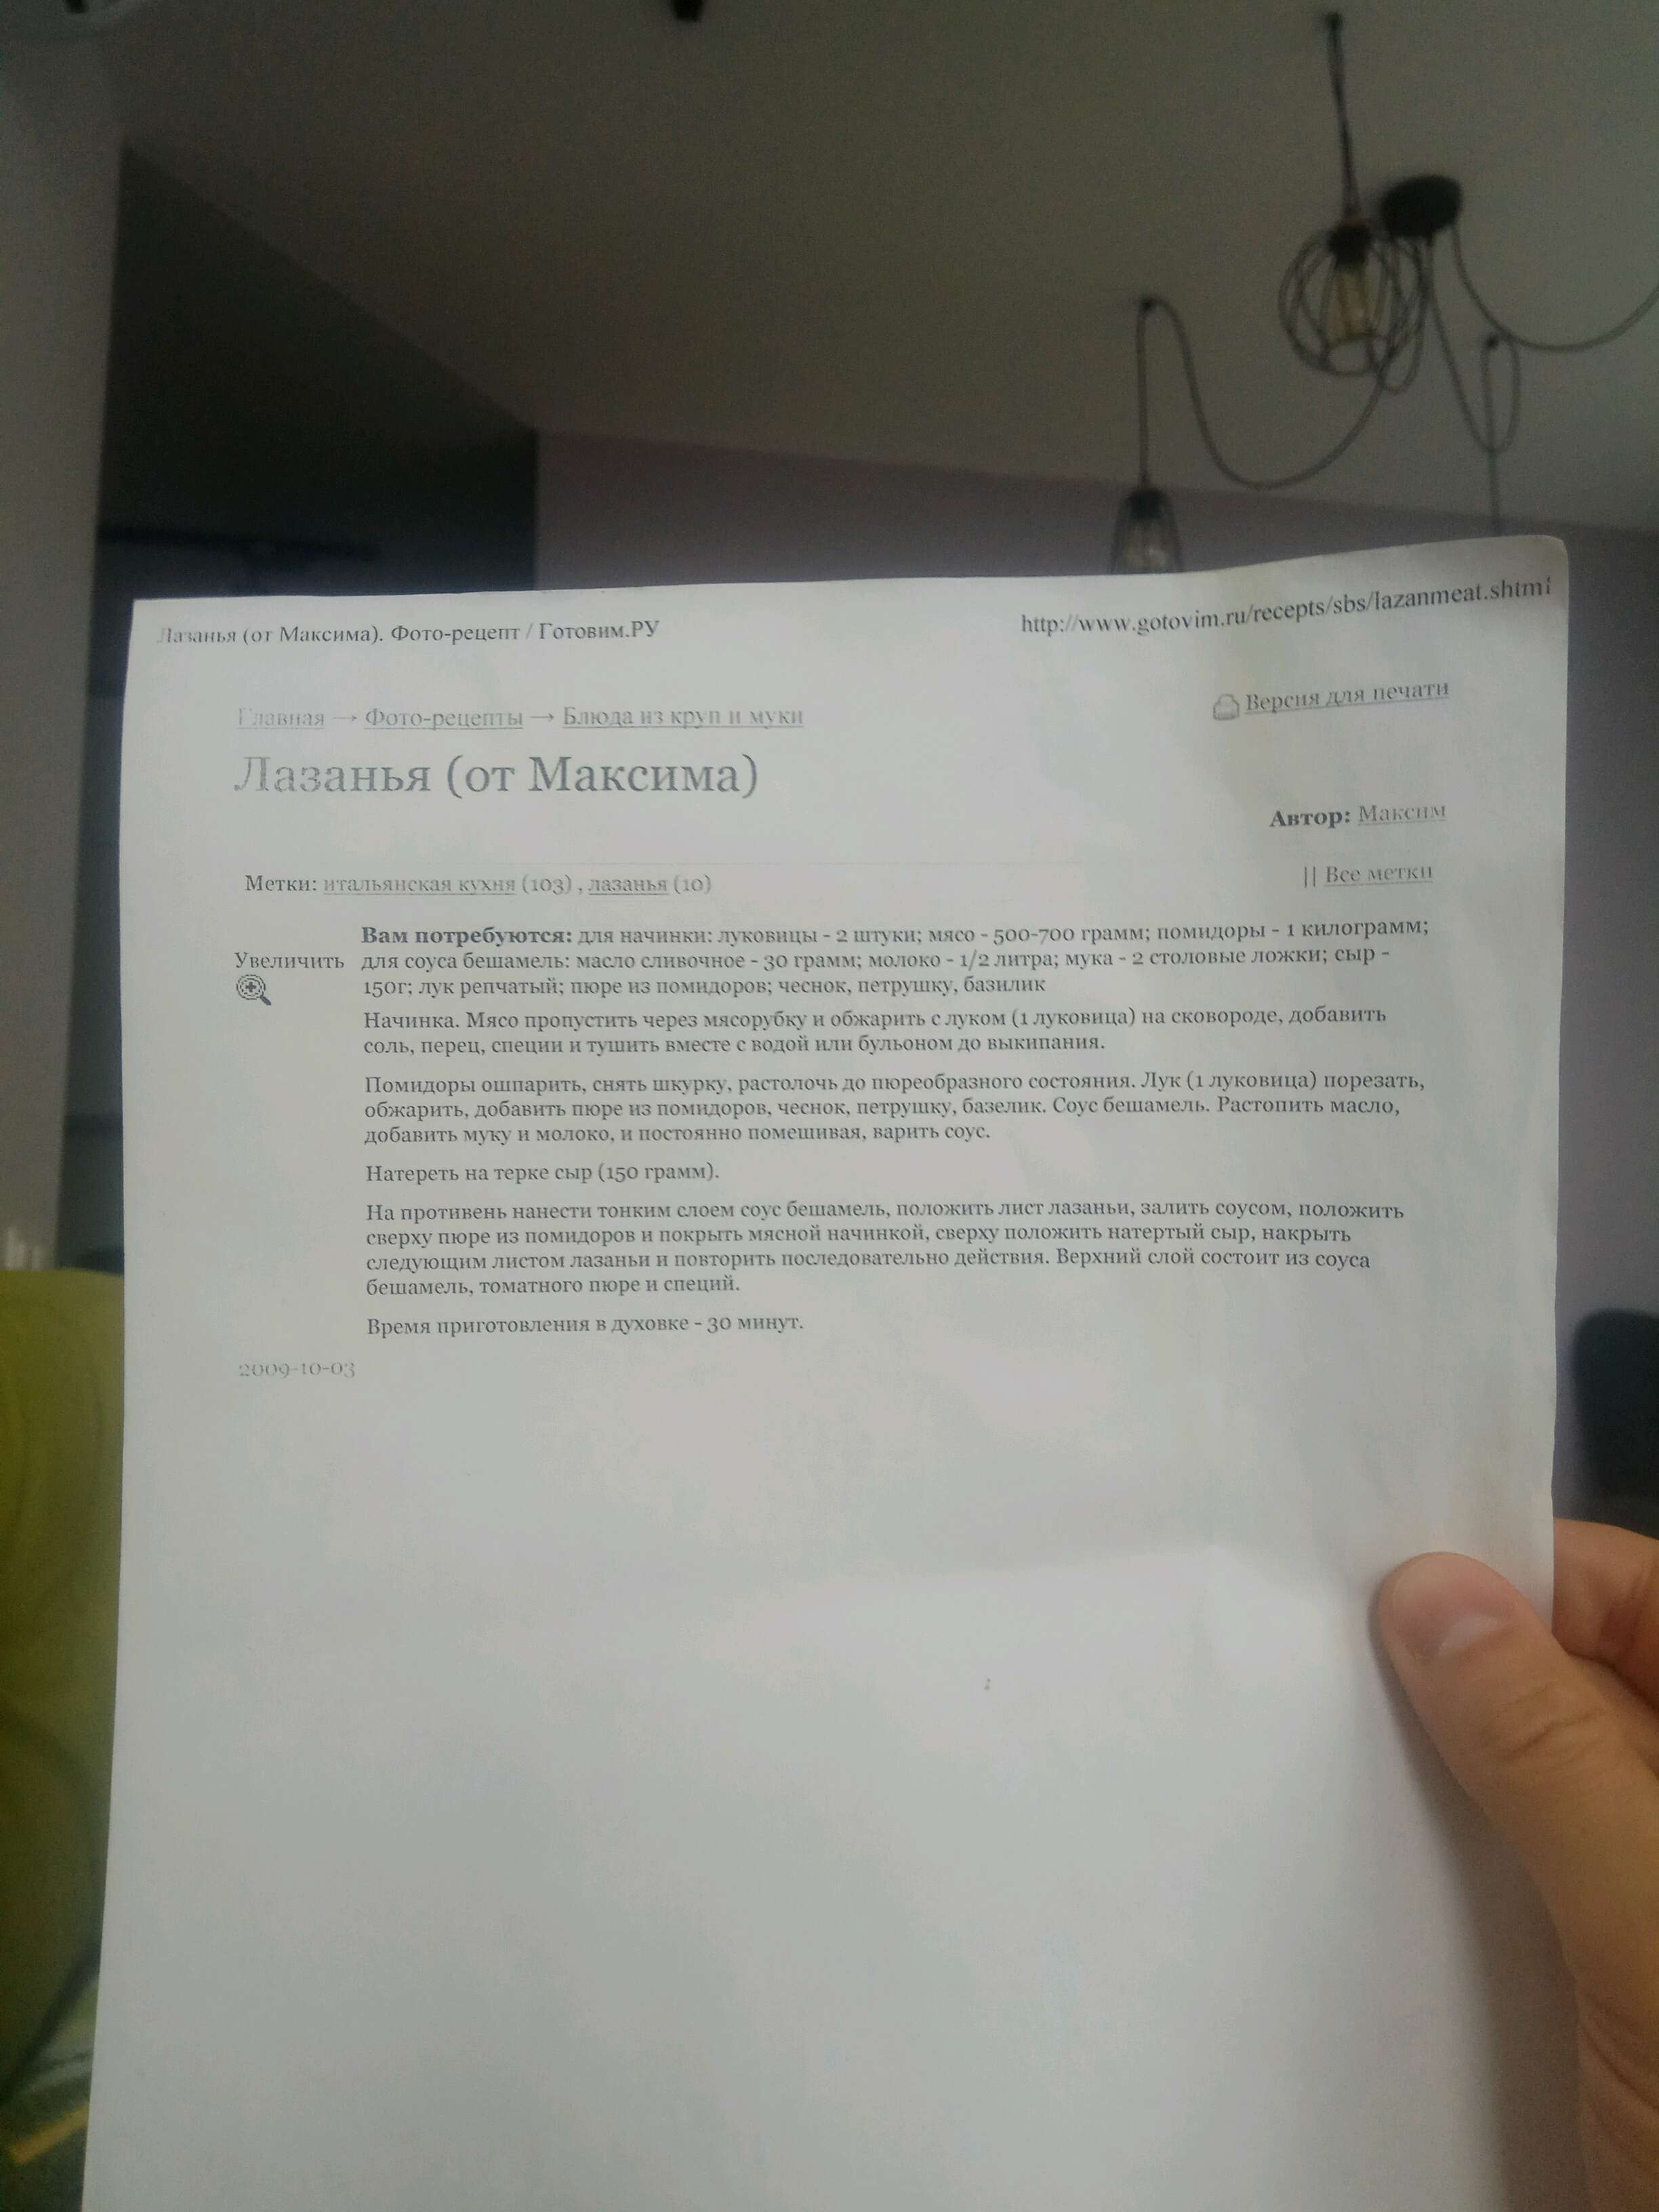 Лазанья (от Максима). Фото-рецепт / Готовим.РУ
http://www.gotovim.ru/recepts/sbs/lazanmeat.shtml
Главная → Фото-рецепты → Блюда из круп и муки
Версия для печати
Лазанья (от Максима)
Автор: Максим
Метки: итальянская кухня (103) , лазанья (10)
|| Все метки
Увеличить
Вам потребуются: для начинки: луковицы - 2 штуки; мясо - 500-700 грамм; помидоры - 1 килограмм;
для соуса бешамель: масло сливочное - 30 грамм; молоко - 1/2 литра; мука - 2 столовые ложки; сыр -
150г; лук репчатый; пюре из помидоров; чеснок, петрушку, базилик
Начинка. Мясо пропустить через мясорубку и обжарить с луком (1 луковица) на сковороде, добавить
соль, перец, специи и тушить вместе с водой или бульоном до выкипания.
Помидоры ошпарить, снять шкурку, растолочь до пюреобразного состояния. Лук (1 луковица) порезать,
обжарить, добавить пюре из помидоров, чеснок, петрушку, базелик. Соус бешамель. Растопить масло,
добавить муку и молоко, и постоянно помешивая, варить соус.
Натереть на терке сыр (150 грамм).
На противень нанести тонким слоем соус бешамель, положить лист лазаньи, залить соусом, положить
сверху пюре из помидоров и покрыть мясной начинкой, сверху положить натертый сыр, накрыть
следующим листом лазаньи и повторить последовательно действия. Верхний слой состоит из соуса
бешамель, томатного пюре и специй.
Время приготовления в духовке - 30 минут.
2009-10-03